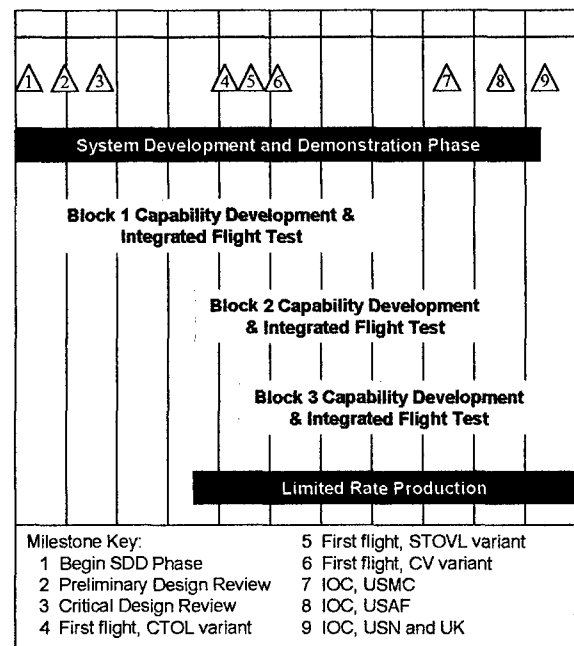 1 2 3 4 5 6 7 8 9
System Development and Demonstration Phase
Block 1 Capability Development &
Integrated Flight Test
Block 2 Capability Development
& Integrated Flight Test
Block 3 Capability Development
& Integrated Flight Test
Limited Rate Production
Milestone Key:
1 Begin SDD Phase
2 Preliminary Design Review
3 Critical Design Review
4 First flight, CTOL variant
5 First flight, STOVL variant
6 First flight, CV variant
7 IOC, USMC
8 IOC, USAF
9 IOC, USN and UK